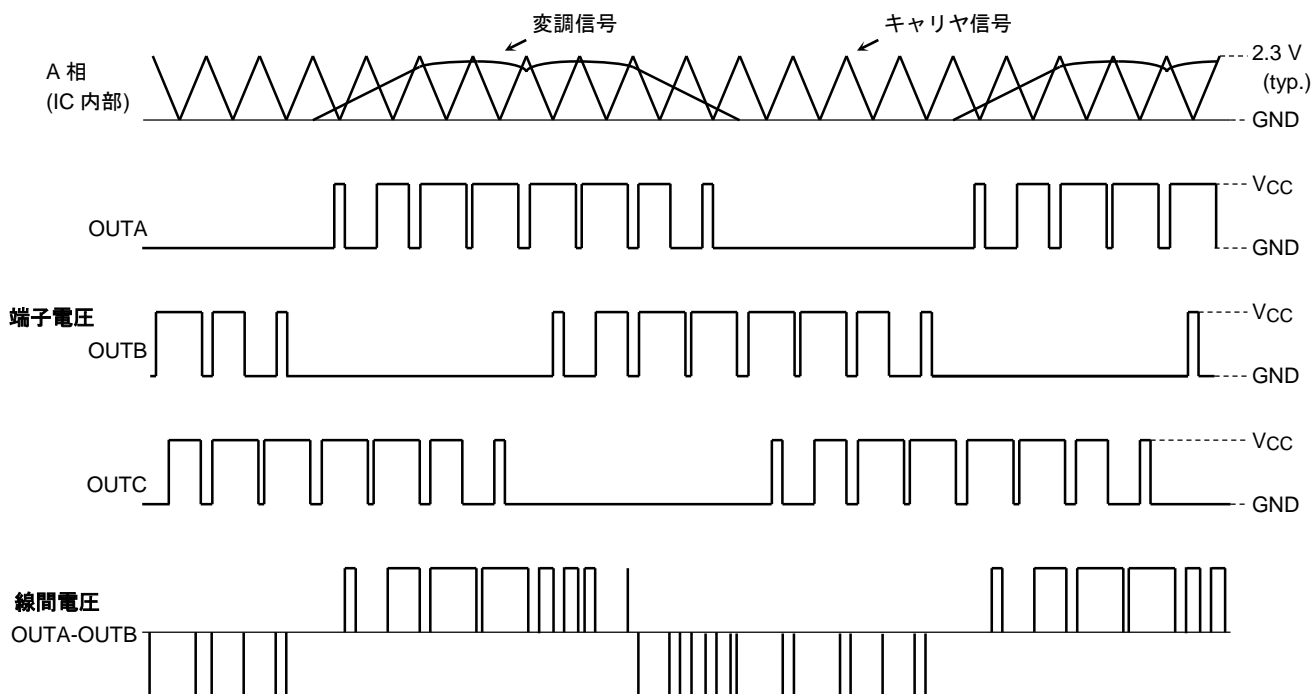 変調信号
キャリヤ信号
A 相
(IC 内部)
2.3 V
(typ.)
GND
OUTA
VCC
GND
端子電圧
OUTB
VCC
GND
OUTC
VCC
GND
線間電圧
OUTA-OUTB